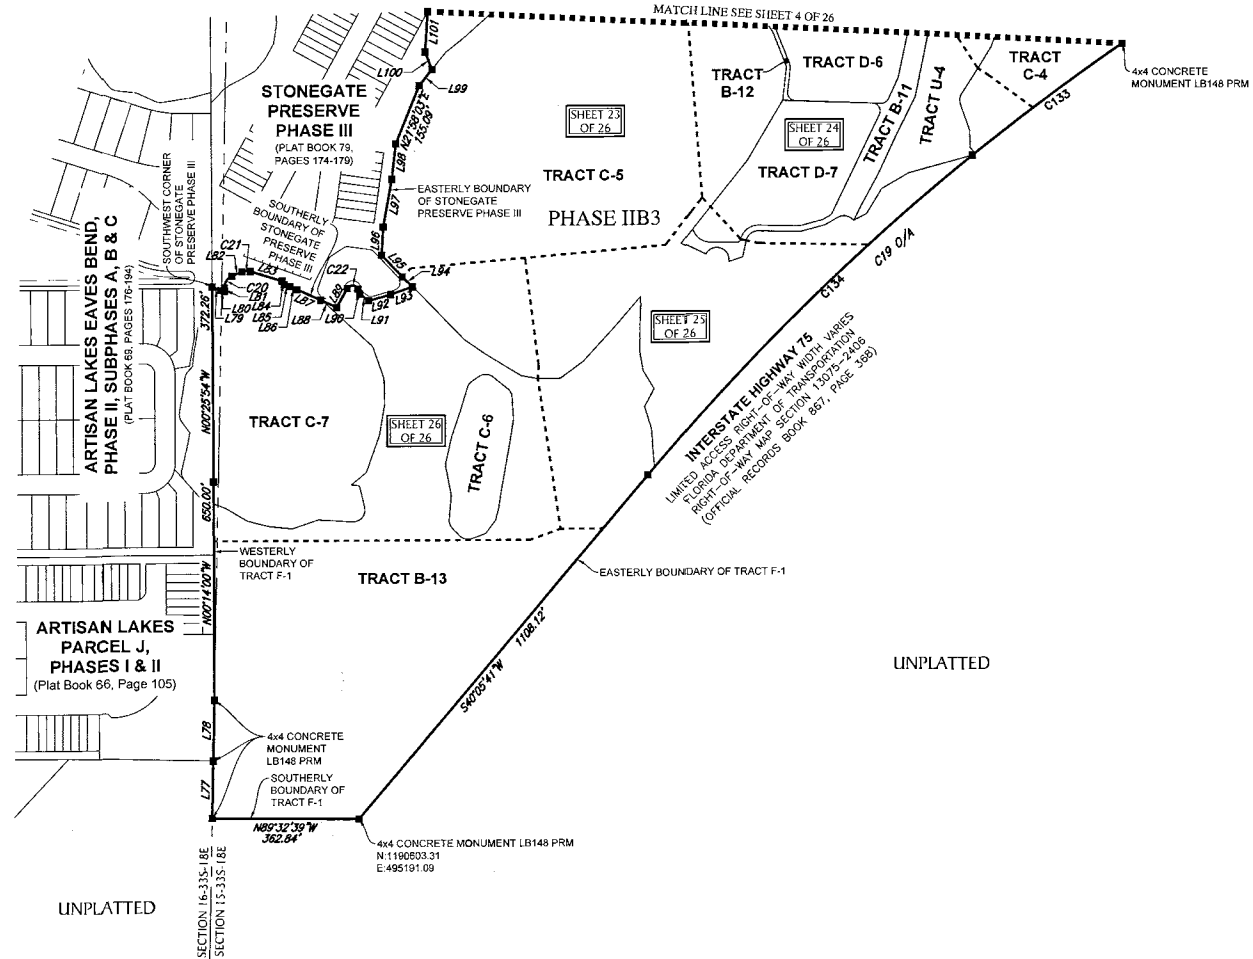 MATCH LINE SEE SHEET 4 OF 26
L101
L100
L99
N21°58'03"E
155.09'
L98
L97
L96
L95
L94
L93
STONEGATE
PRESERVE
PHASE III
(PLAT BOOK 79,
PAGES 174-179)
SHEET 23
OF 26
TRACT
B-12
TRACT D-6
TRACT
C-4
C133
4x4 CONCRETE
MONUMENT LB148 PRM
SHEET 24
OF 26
TRACT D-7
TRACT B-11
TRACT U-4
TRACT C-5
PHASE IIB3
EASTERLY BOUNDARY
OF STONEGATE
PRESERVE PHASE III
SOUTHERLY
BOUNDARY OF
STONEGATE
PRESERVE
PHASE III
SOUTHWEST CORNER
OF STONEGATE
PRESERVE PHASE III
ARTISAN LAKES EAVES BEND,
PHASE II, SUBPHASES A, B & C
(PLAT BOOK 69, PAGES 176-194)
C21
L82
L83
C20
L81
L80
L79
L84
L85
L86
L87
L88
L89
C22
L90
L91
L92
C19 O/A
C134
372.26'
N00°25'54"W
SHEET 25
OF 26
INTERSTATE HIGHWAY 75
LIMITED ACCESS RIGHT-OF-WAY WIDTH VARIES
FLORIDA DEPARTMENT OF TRANSPORTATION
RIGHT-OF-WAY MAP SECTION 13075-2406
(OFFICIAL RECORDS BOOK 867, PAGE 368)
TRACT C-7
SHEET 26
OF 26
TRACT C-6
650.00'
N00°14'00"W
WESTERLY
BOUNDARY OF
TRACT F-1
TRACT B-13
EASTERLY BOUNDARY OF TRACT F-1
1108.12'
S40°05'41"W
ARTISAN LAKES
PARCEL J,
PHASES I & II
(Plat Book 66, Page 105)
UNPLATTED
L78
L77
4x4 CONCRETE
MONUMENT
LB148 PRM
SOUTHERLY
BOUNDARY OF
TRACT F-1
N89°32'39"W
362.84'
4x4 CONCRETE MONUMENT LB148 PRM
N:1190603.31
E:495191.09
UNPLATTED
SECTION 16-33S-18E
SECTION 15-33S-18E